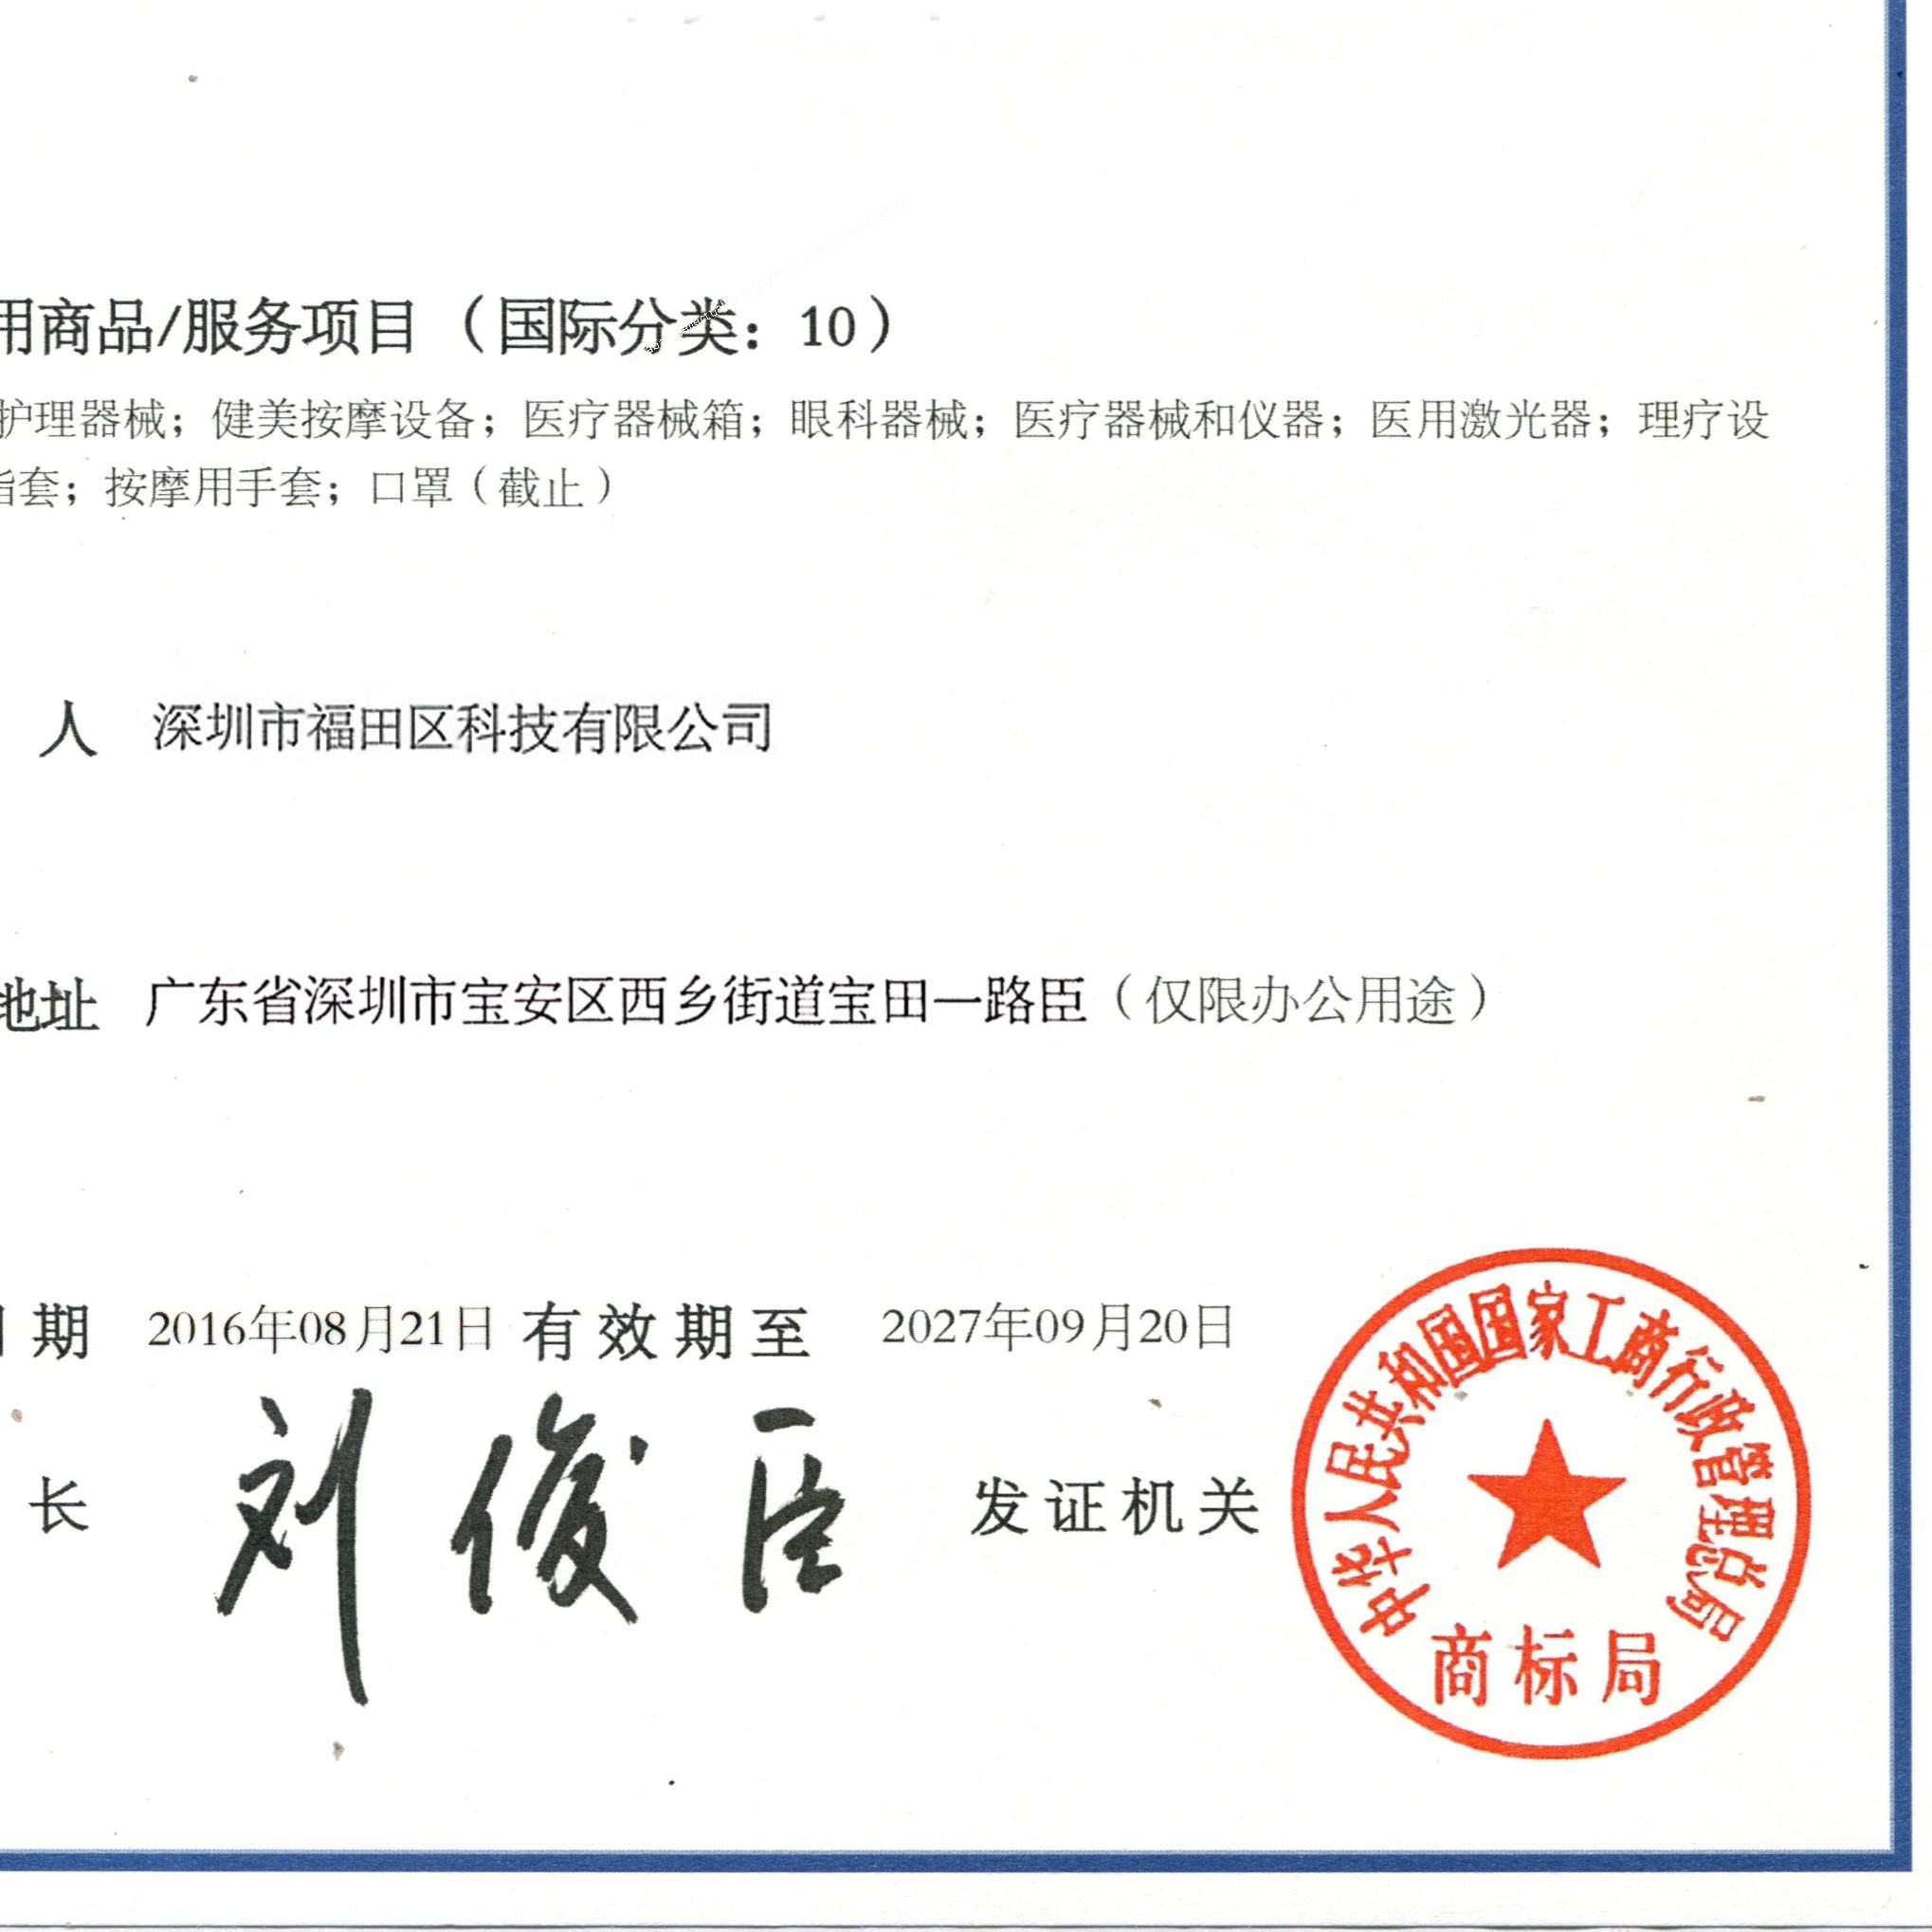 用商品/服务项目（国际分类：10）
护理器械；健美按摩设备；医疗器械箱；眼科器械；医疗器械和仪器；医用激光器；理疗设
指套；按摩用手套；口罩（截止）
人 深圳市福田区科技有限公司
地址 广东省深圳市宝安区西乡街道宝田一路臣（仅限办公用途）
日期 2016年08月21日 有效期至 2027年09月20日
长 刘俊臣 发证机关
中华人民共和国国家工商行政管理总局
商标局